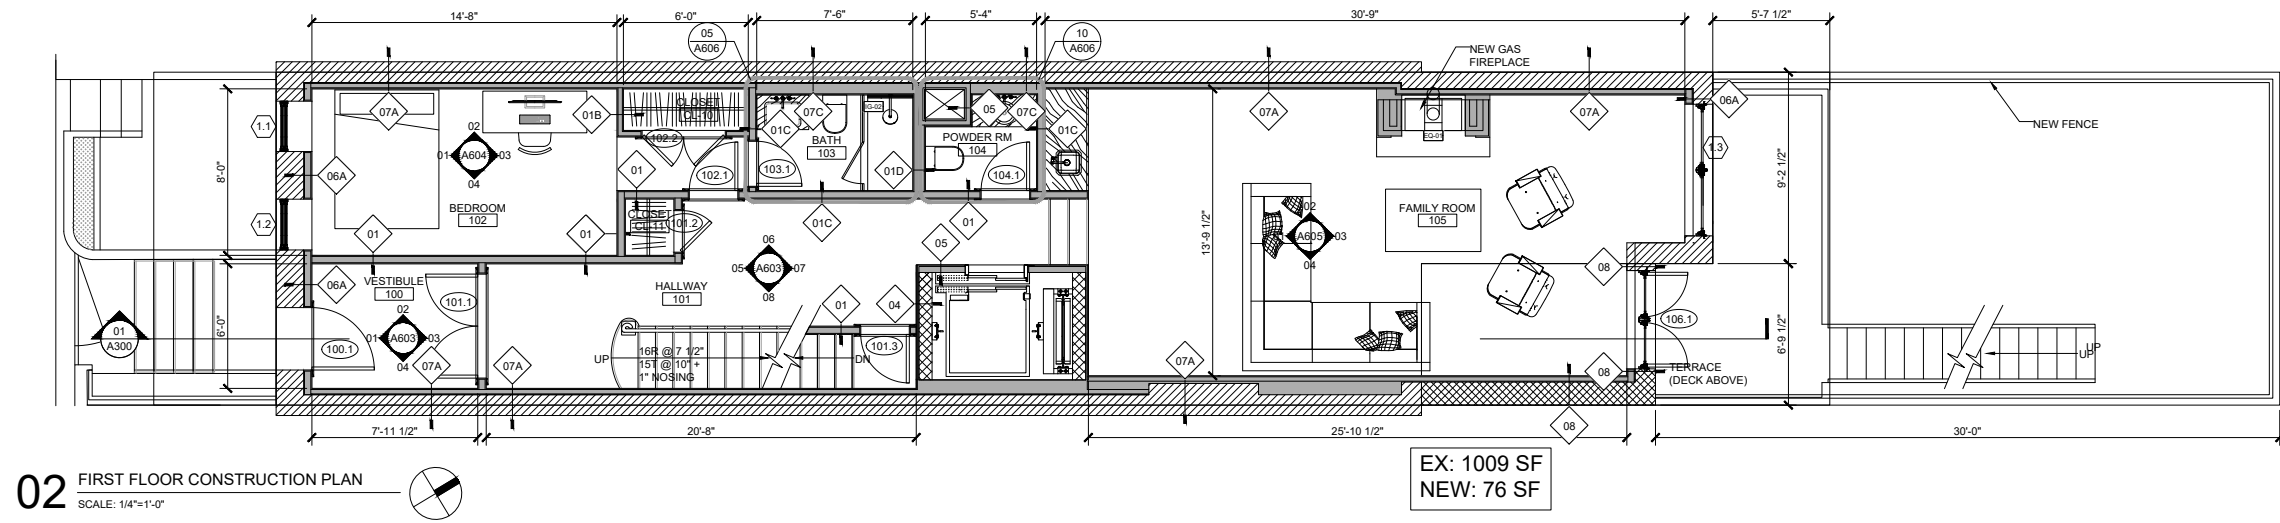 14'-8"
6'-0"
7'-6"
5'-4"
30'-9"
5'-7 1/2"
05
A606
10
A606
NEW GAS
FIREPLACE
NEW FENCE
07A
01B
CLOSET
CL-10
01C
07C
IG-02
05
07C
01C
07A
07A
06A
1.1
02
01
A604
03
04
102.2
BATH
103
POWDER RM
104
EQ-01
1.3
8'-0"
06A
01
102.1
103.1
01D
104.1
9'-2 1/2"
BEDROOM
102
1.2
01
01
CLOSET
CL-11
101.2
01C
01
FAMILY ROOM
105
02
A605
03
04
13'-9 1/2"
05
06
05
A603
07
08
08
06A
VESTIBULE
100
101.1
HALLWAY
101
01
04
6'-0"
02
01
A603
03
04
01
A300
100.1
07A
07A
UP
16R @ 7 1/2"
15T @ 10" +
1" NOSING
DN
101.3
07A
106.1
6'-9 1/2"
UP
UP
08
TERRACE
(DECK ABOVE)
08
7'-11 1/2"
20'-8"
25'-10 1/2"
30'-0"
EX: 1009 SF
NEW: 76 SF
02
FIRST FLOOR CONSTRUCTION PLAN
SCALE: 1/4"=1'-0"